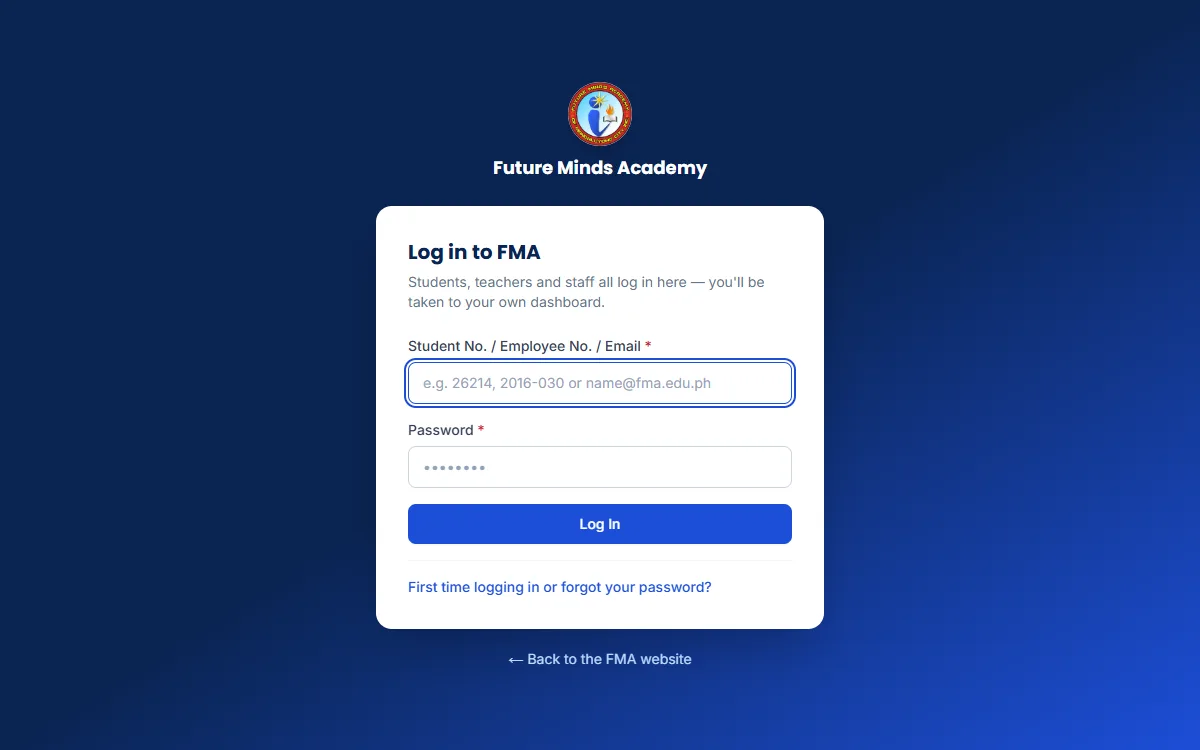 Future Minds Academy
Log in to FMA
Students, teachers and staff all log in here — you'll be
taken to your own dashboard.
Student No. / Employee No. / Email *
e.g. 26214, 2016-030 or name@fma.edu.ph
Password *
••••••••
Log In
First time logging in or forgot your password?
← Back to the FMA website